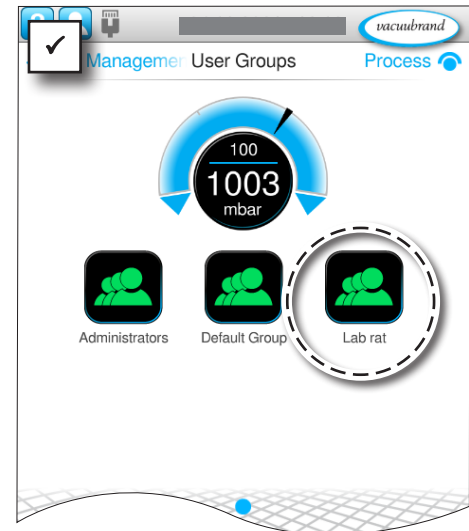 vacuubrand
Managemer User Groups Process
100
1003
mbar
Administrators Default Group Lab rat